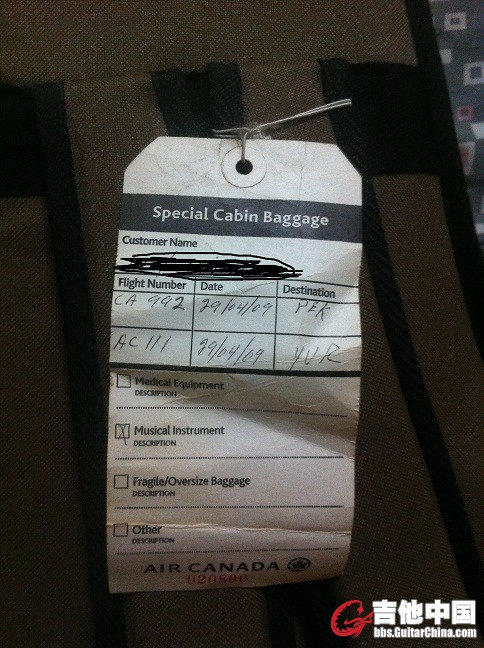 Special Cabin Baggage
Customer Name
Flight Number Date Destination
CA 992 29/04/09 PEK
AC 111 29/04/09 YVR
Medical Equipment
DESCRIPTION
X Musical Instrument
DESCRIPTION
Fragile/Oversize Baggage
DESCRIPTION
Other
DESCRIPTION
AIR CANADA
020800
吉他中国
bbs.GuitarChina.com